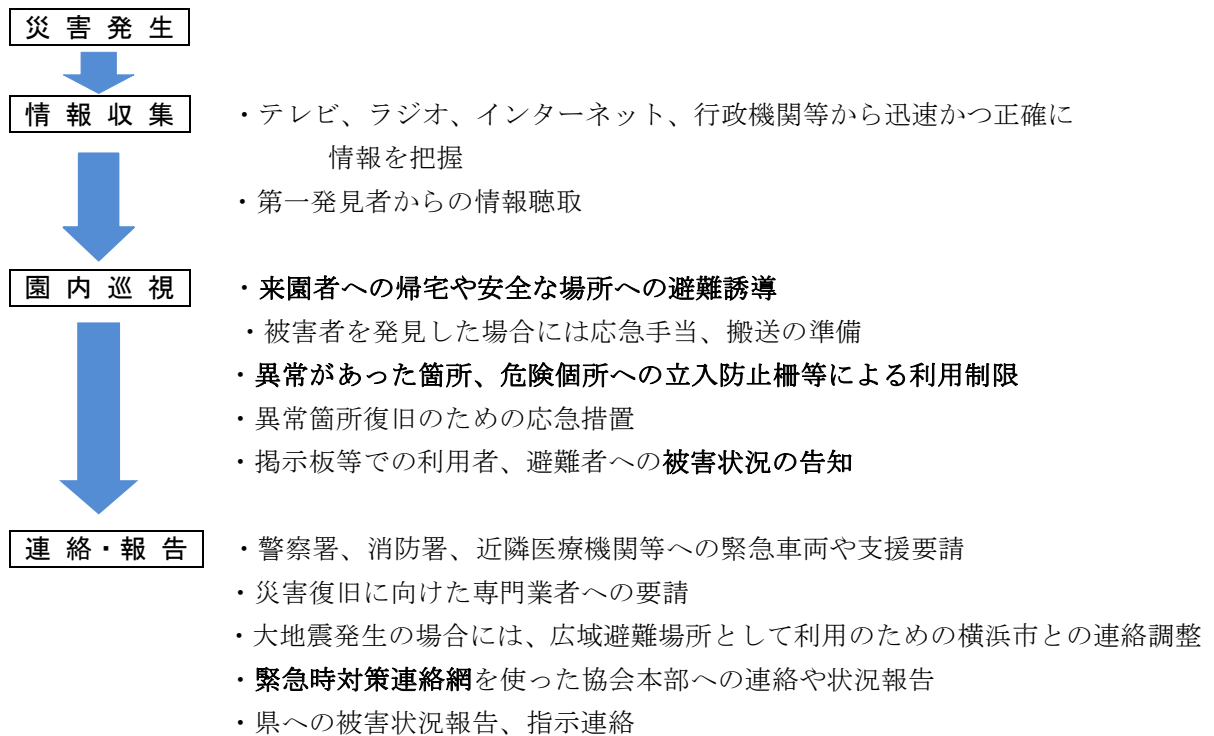 災 害 発 生
情 報 収 集
・テレビ、ラジオ、インターネット、行政機関等から迅速かつ正確に
情報を把握
・第一発見者からの情報聴取
園 内 巡 視
・来園者への帰宅や安全な場所への避難誘導
・被害者を発見した場合には応急手当、搬送の準備
・異常があった箇所、危険個所への立入防止柵等による利用制限
・異常箇所復旧のための応急措置
・掲示板等での利用者、避難者への被害状況の告知
連 絡・報 告
・警察署、消防署、近隣医療機関等への緊急車両や支援要請
・災害復旧に向けた専門業者への要請
・大地震発生の場合には、広域避難場所として利用のための横浜市との連絡調整
・緊急時対策連絡網を使った協会本部への連絡や状況報告
・県への被害状況報告、指示連絡